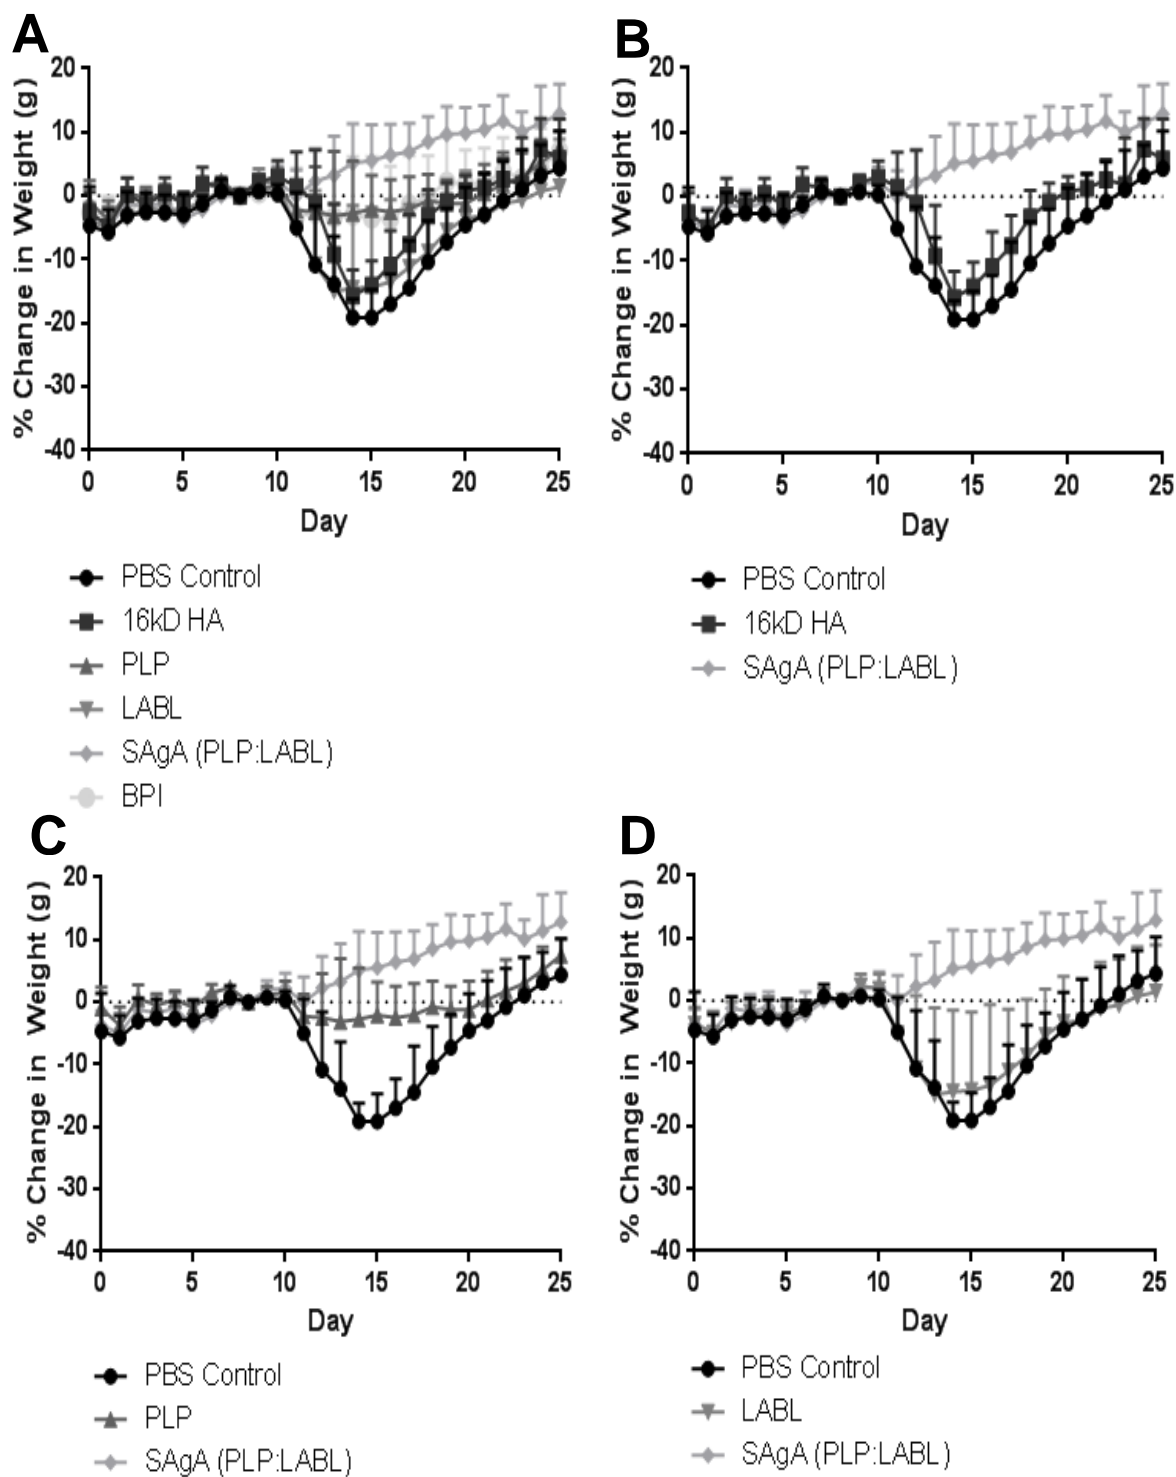 A
% Change in Weight (g)
20
10
0
-10
-20
-30
-40
0 5 10 15 20 25
Day
PBS Control
16kD HA
PLP
LABL
SAgA (PLP:LABL)
BPI
B
% Change in Weight (g)
20
10
0
-10
-20
-30
-40
0 5 10 15 20 25
Day
PBS Control
16kD HA
SAgA (PLP:LABL)
C
% Change in Weight (g)
20
10
0
-10
-20
-30
-40
0 5 10 15 20 25
Day
PBS Control
PLP
SAgA (PLP:LABL)
D
% Change in Weight (g)
20
10
0
-10
-20
-30
-40
0 5 10 15 20 25
Day
PBS Control
LABL
SAgA (PLP:LABL)